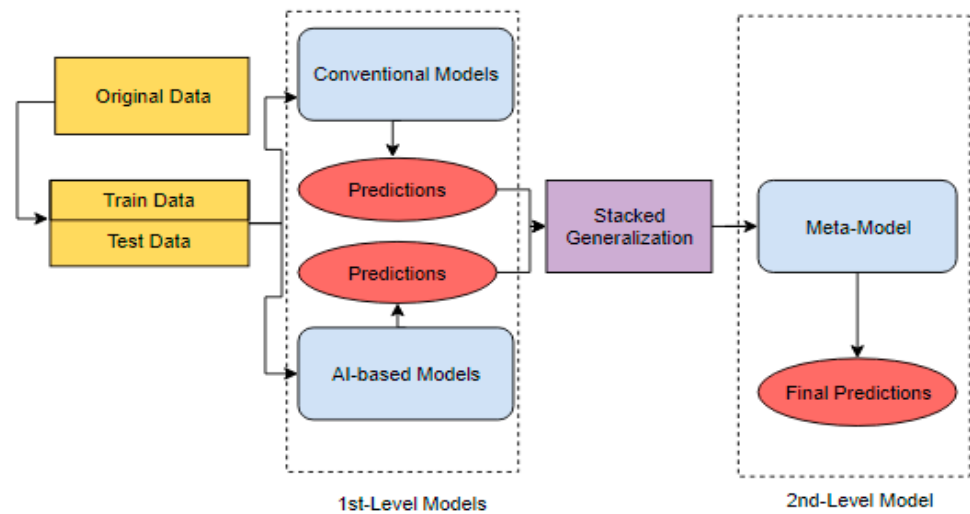 Original Data
Train Data
Test Data
Conventional Models
Predictions
Predictions
AI-based Models
1st-Level Models
Stacked
Generalization
Meta-Model
Final Predictions
2nd-Level Model